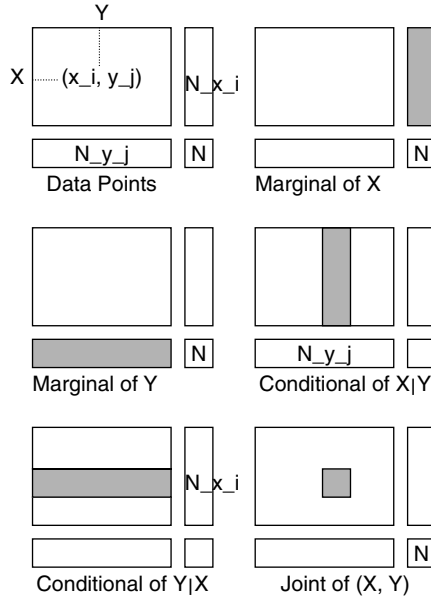 Y
X (x_i, y_j) N_x_i
N_y_j N N
Data Points Marginal of X
N N_y_j
Marginal of Y Conditional of X|Y
N_x_i
N
Conditional of Y|X Joint of (X, Y)